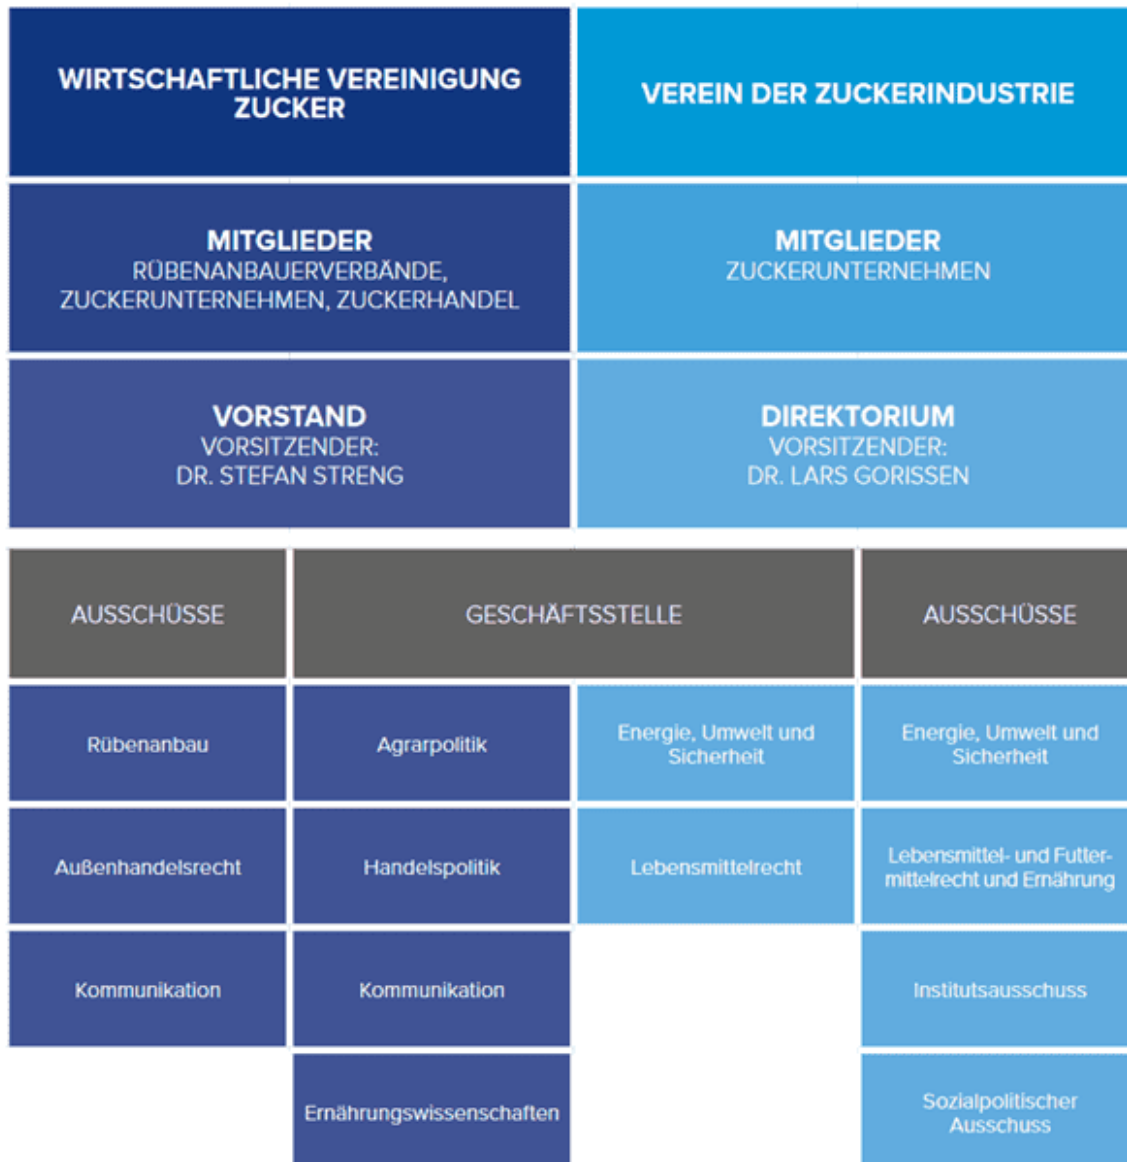 WIRTSCHAFTLICHE VEREINIGUNG
ZUCKER
VEREIN DER ZUCKERINDUSTRIE
MITGLIEDER
RÜBENANBAUERVERBÄNDE,
ZUCKERUNTERNEHMEN, ZUCKERHANDEL
MITGLIEDER
ZUCKERUNTERNEHMEN
VORSTAND
VORSITZENDER:
DR. STEFAN STRENG
DIREKTORIUM
VORSITZENDER:
DR. LARS GORISSEN
AUSSCHÜSSE
GESCHÄFTSSTELLE
AUSSCHÜSSE
Rübenanbau
Agrarpolitik
Energie, Umwelt und
Sicherheit
Energie, Umwelt und
Sicherheit
Außenhandelsrecht
Handelspolitik
Lebensmittelrecht
Lebensmittel- und Futter-
mittelrecht und Ernährung
Kommunikation
Kommunikation
Institutsausschuss
Ernährungswissenschaften
Sozialpolitischer
Ausschuss